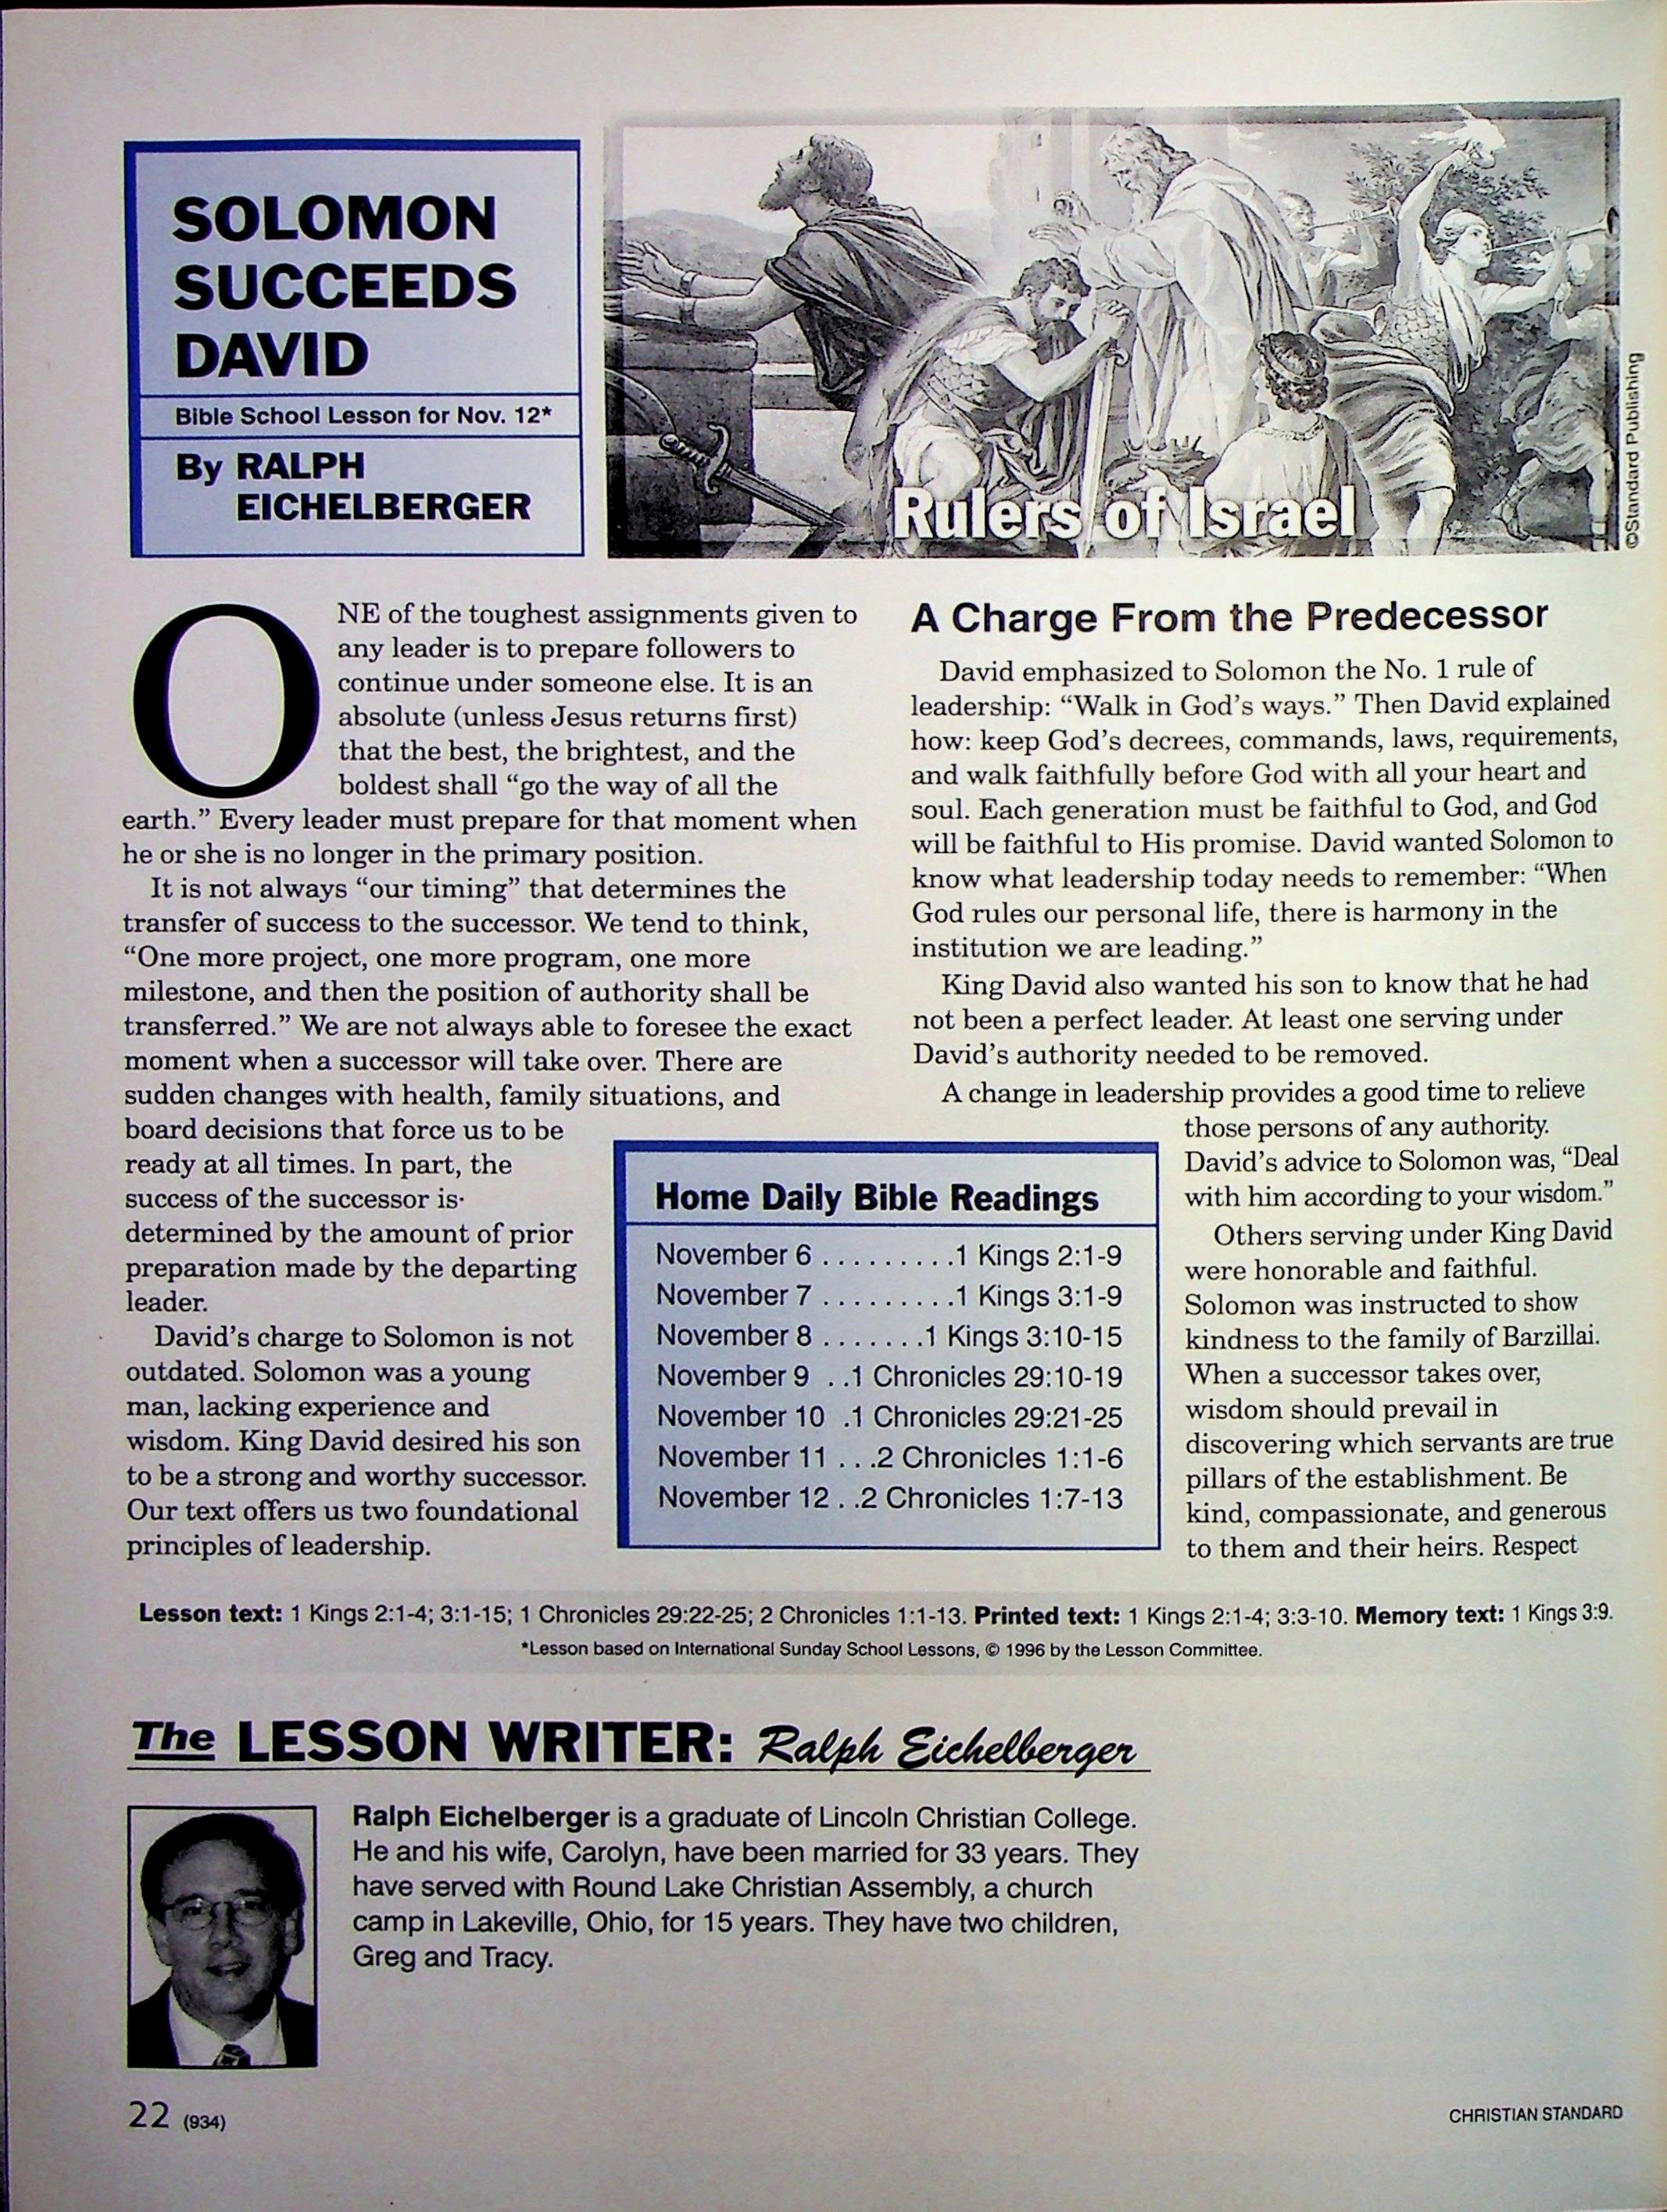 SOLOMON
SUCCEEDS
DAVID
Bible School Lesson for Nov. 12*
By RALPH
EICHELBERGER
Rulers of Israel
©Standard Publishing
ONE of the toughest assignments given to
any leader is to prepare followers to
continue under someone else. It is an
absolute (unless Jesus returns first)
that the best, the brightest, and the
boldest shall “go the way of all the
earth.” Every leader must prepare for that moment when
he or she is no longer in the primary position.
It is not always “our timing” that determines the
transfer of success to the successor. We tend to think,
“One more project, one more program, one more
milestone, and then the position of authority shall be
transferred.” We are not always able to foresee the exact
moment when a successor will take over. There are
sudden changes with health, family situations, and
board decisions that force us to be
ready at all times. In part, the
success of the successor is
determined by the amount of prior
preparation made by the departing
leader.
David’s charge to Solomon is not
outdated. Solomon was a young
man, lacking experience and
wisdom. King David desired his son
to be a strong and worthy successor.
Our text offers us two foundational
principles of leadership.
A Charge From the Predecessor
David emphasized to Solomon the No. 1 rule of
leadership: “Walk in God’s ways.” Then David explained
how: keep God’s decrees, commands, laws, requirements,
and walk faithfully before God with all your heart and
soul. Each generation must be faithful to God, and God
will be faithful to His promise. David wanted Solomon to
know what leadership today needs to remember: “When
God rules our personal life, there is harmony in the
institution we are leading.”
King David also wanted his son to know that he had
not been a perfect leader. At least one serving under
David’s authority needed to be removed.
A change in leadership provides a good time to relieve
those persons of any authority.
David’s advice to Solomon was, “Deal
with him according to your wisdom.”
Others serving under King David
were honorable and faithful.
Solomon was instructed to show
kindness to the family of Barzillai.
When a successor takes over,
wisdom should prevail in
discovering which servants are true
pillars of the establishment. Be
kind, compassionate, and generous
to them and their heirs. Respect
Home Daily Bible Readings
November 6 . . . . . . . . .1 Kings 2:1-9
November 7 . . . . . . . . .1 Kings 3:1-9
November 8 . . . . . . .1 Kings 3:10-15
November 9 . .1 Chronicles 29:10-19
November 10 .1 Chronicles 29:21-25
November 11 . . .2 Chronicles 1:1-6
November 12 . .2 Chronicles 1:7-13
Lesson text: 1 Kings 2:1-4; 3:1-15; 1 Chronicles 29:22-25; 2 Chronicles 1:1-13. Printed text: 1 Kings 2:1-4; 3:3-10. Memory text: 1 Kings 3:9.
*Lesson based on International Sunday School Lessons, © 1996 by the Lesson Committee.
The LESSON WRITER: Ralph Eichelberger
Ralph Eichelberger is a graduate of Lincoln Christian College.
He and his wife, Carolyn, have been married for 33 years. They
have served with Round Lake Christian Assembly, a church
camp in Lakeville, Ohio, for 15 years. They have two children,
Greg and Tracy.
22 (934)
CHRISTIAN STANDARD